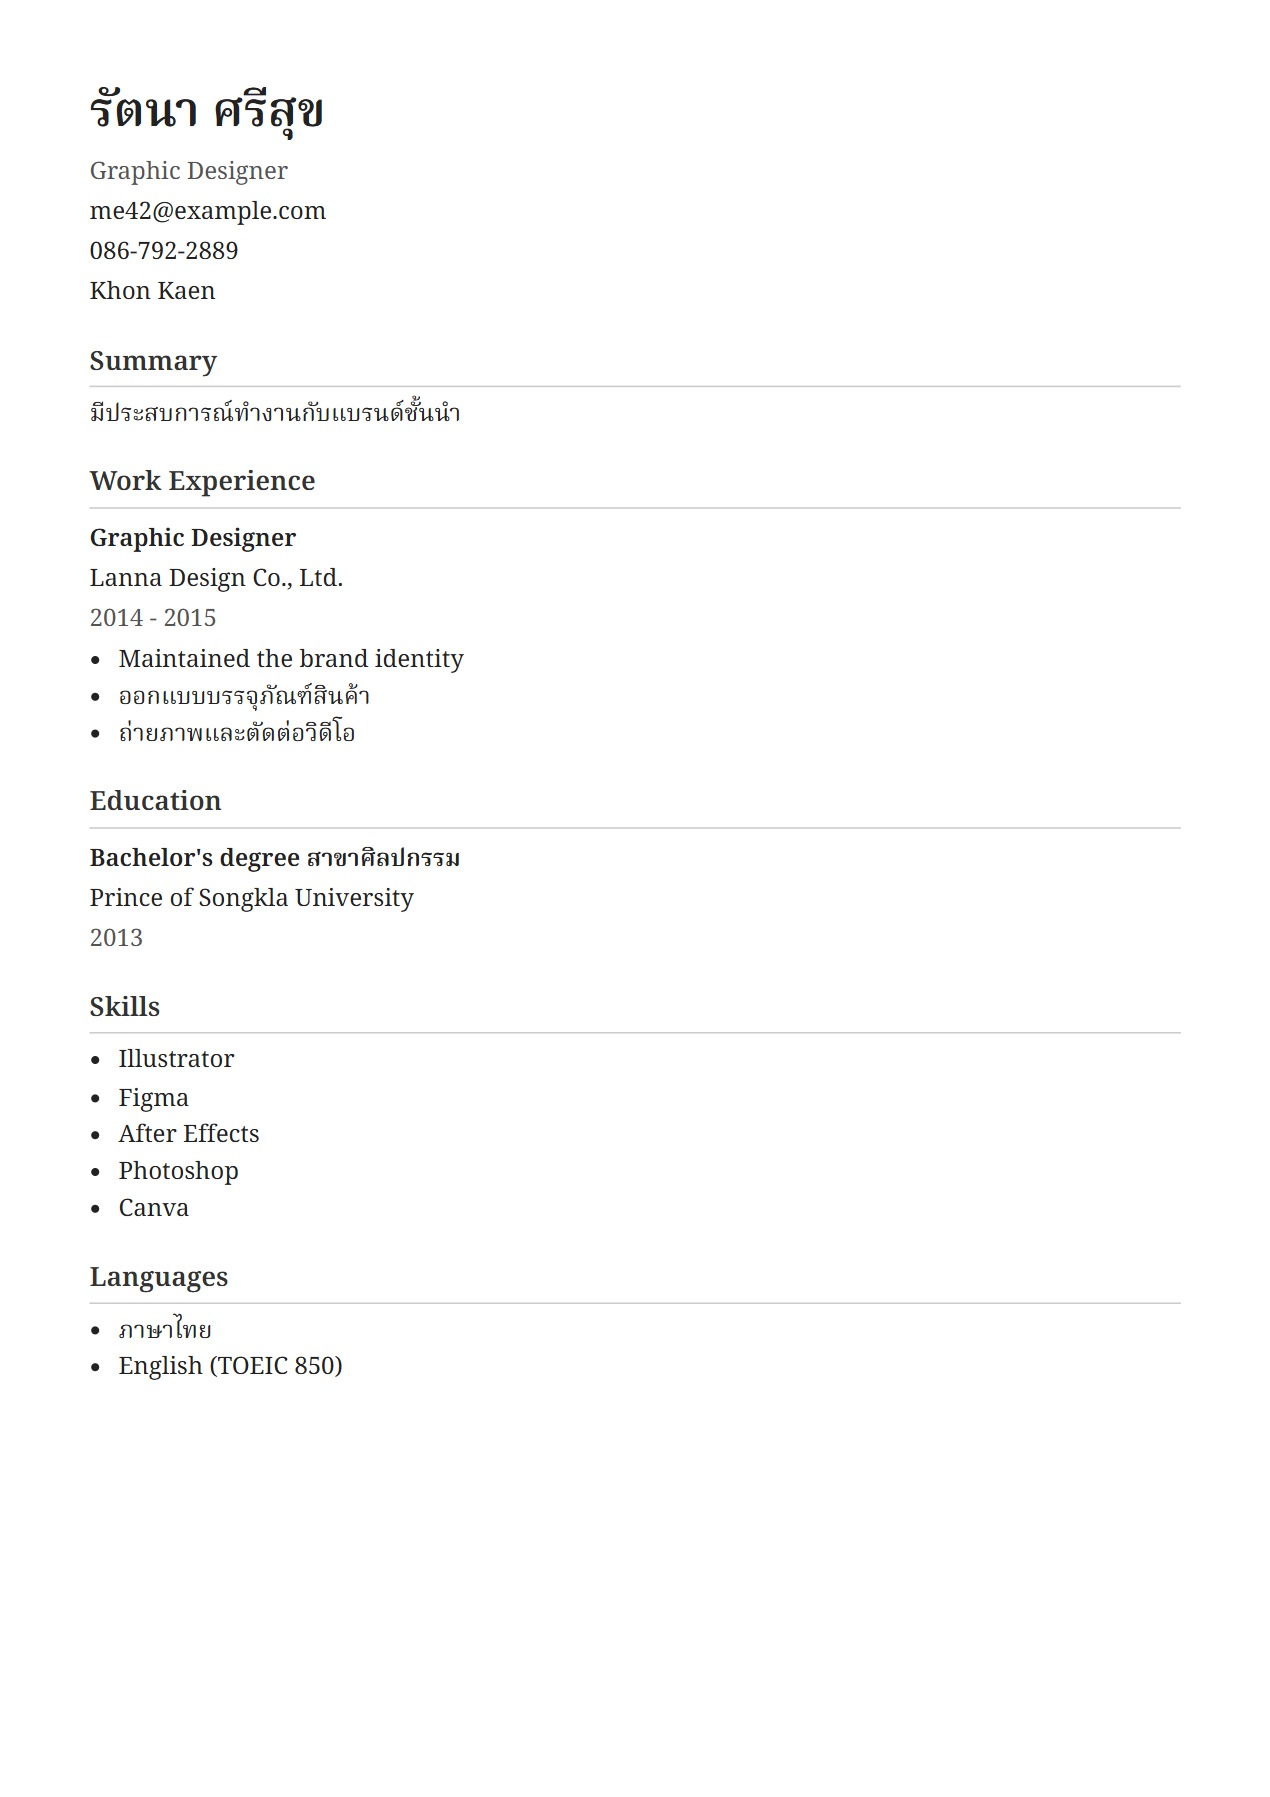 รัตนา ศรีสุข
Graphic Designer
me42@example.com
086-792-2889
Khon Kaen
Summary
มีประสบการณ์ทำงานกับแบรนด์ชั้นนำ
Work Experience
Graphic Designer
Lanna Design Co., Ltd.
2014 - 2015
• Maintained the brand identity
• ออกแบบบรรจุภัณฑ์สินค้า
• ถ่ายภาพและตัดต่อวิดีโอ
Education
Bachelor's degree สาขาศิลปกรรม
Prince of Songkla University
2013
Skills
• Illustrator
• Figma
• After Effects
• Photoshop
• Canva
Languages
• ภาษาไทย
• English (TOEIC 850)